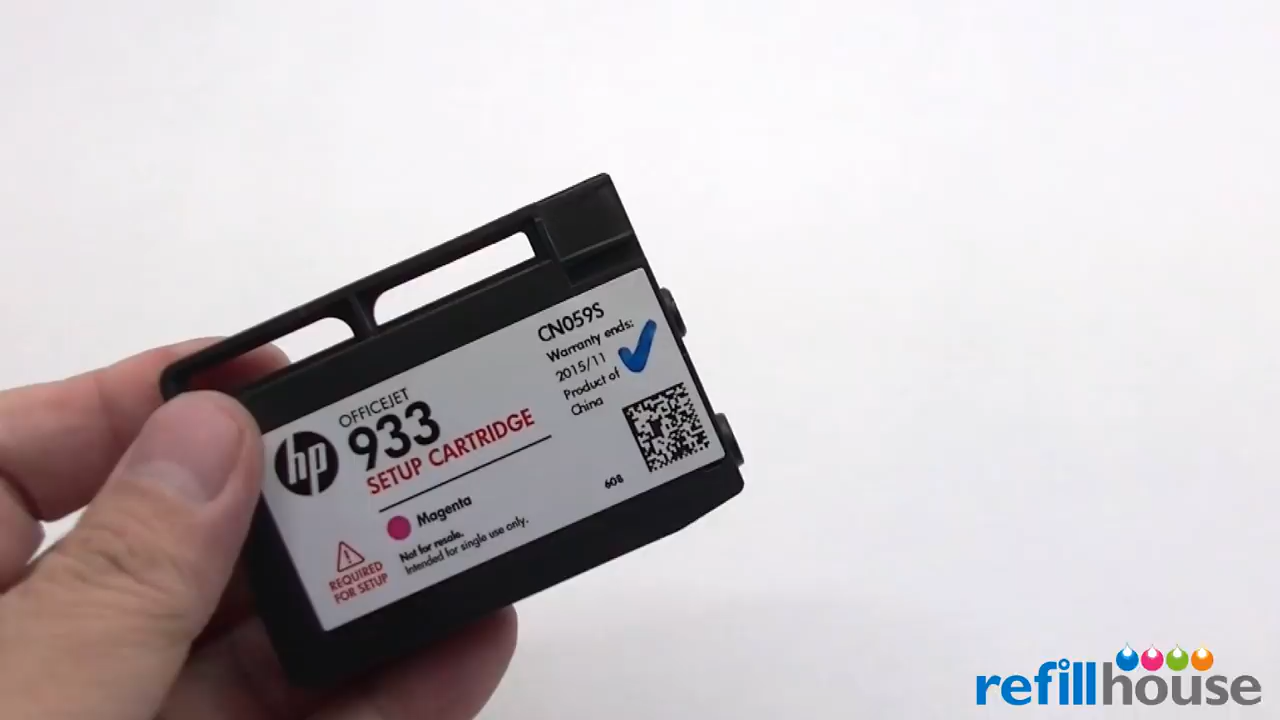 CN059S
Warranty ends:
2015/11
Product of
China
OFFICEJET
hp
933
SETUP CARTRIDGE
Magenta
Not for resale.
Intended for single use only.
REQUIRED
FOR SETUP
608
refillhouse